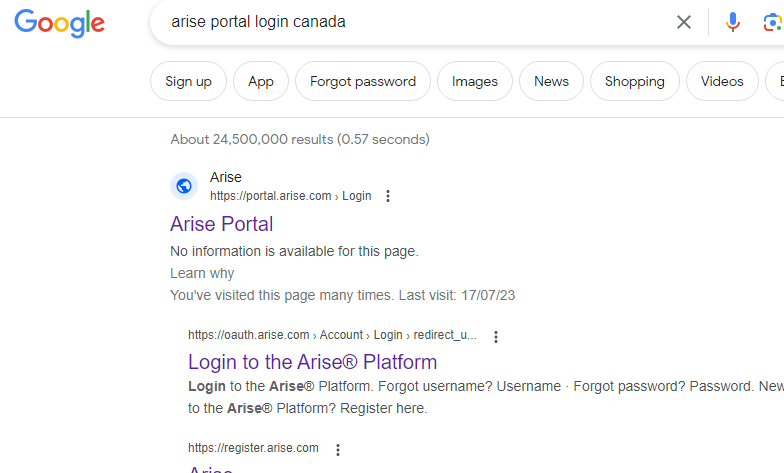 Google
arise portal login canada
Sign up
App
Forgot password
Images
News
Shopping
Videos
About 24,500,000 results (0.57 seconds)
Arise
https://portal.arise.com › Login
Arise Portal
No information is available for this page.
Learn why
You've visited this page many times. Last visit: 17/07/23
https://oauth.arise.com › Account › Login › redirect_u...
Login to the Arise® Platform
Login to the Arise® Platform. Forgot username? Username · Forgot password? Password. New
to the Arise® Platform? Register here.
https://register.arise.com
Arise